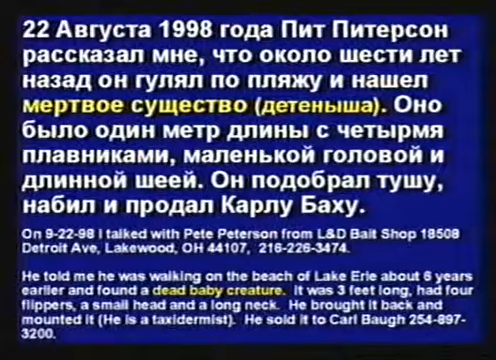 22 Августа 1998 года Пит Питерсон
рассказал мне, что около шести лет
назад он гулял по пляжу и нашел
мертвое существо (детеныша). Оно
было один метр длины с четырмя
плавниками, маленькой головой и
длинной шеей. Он подобрал тушу,
набил и продал Карлу Баху.
On 9-22-98 I talked with Pete Peterson from L&D Bait Shop 18508
Detroit Ave, Lakewood, OH 44107, 216-226-3474.
He told me he was walking on the beach of Lake Erie about 6 years
earlier and found a dead baby creature. It was 3 feet long, had four
flippers, a small head and a long neck. He brought it back and
mounted it (He is a taxidermist). He sold it to Carl Baugh 254-897-
3200.